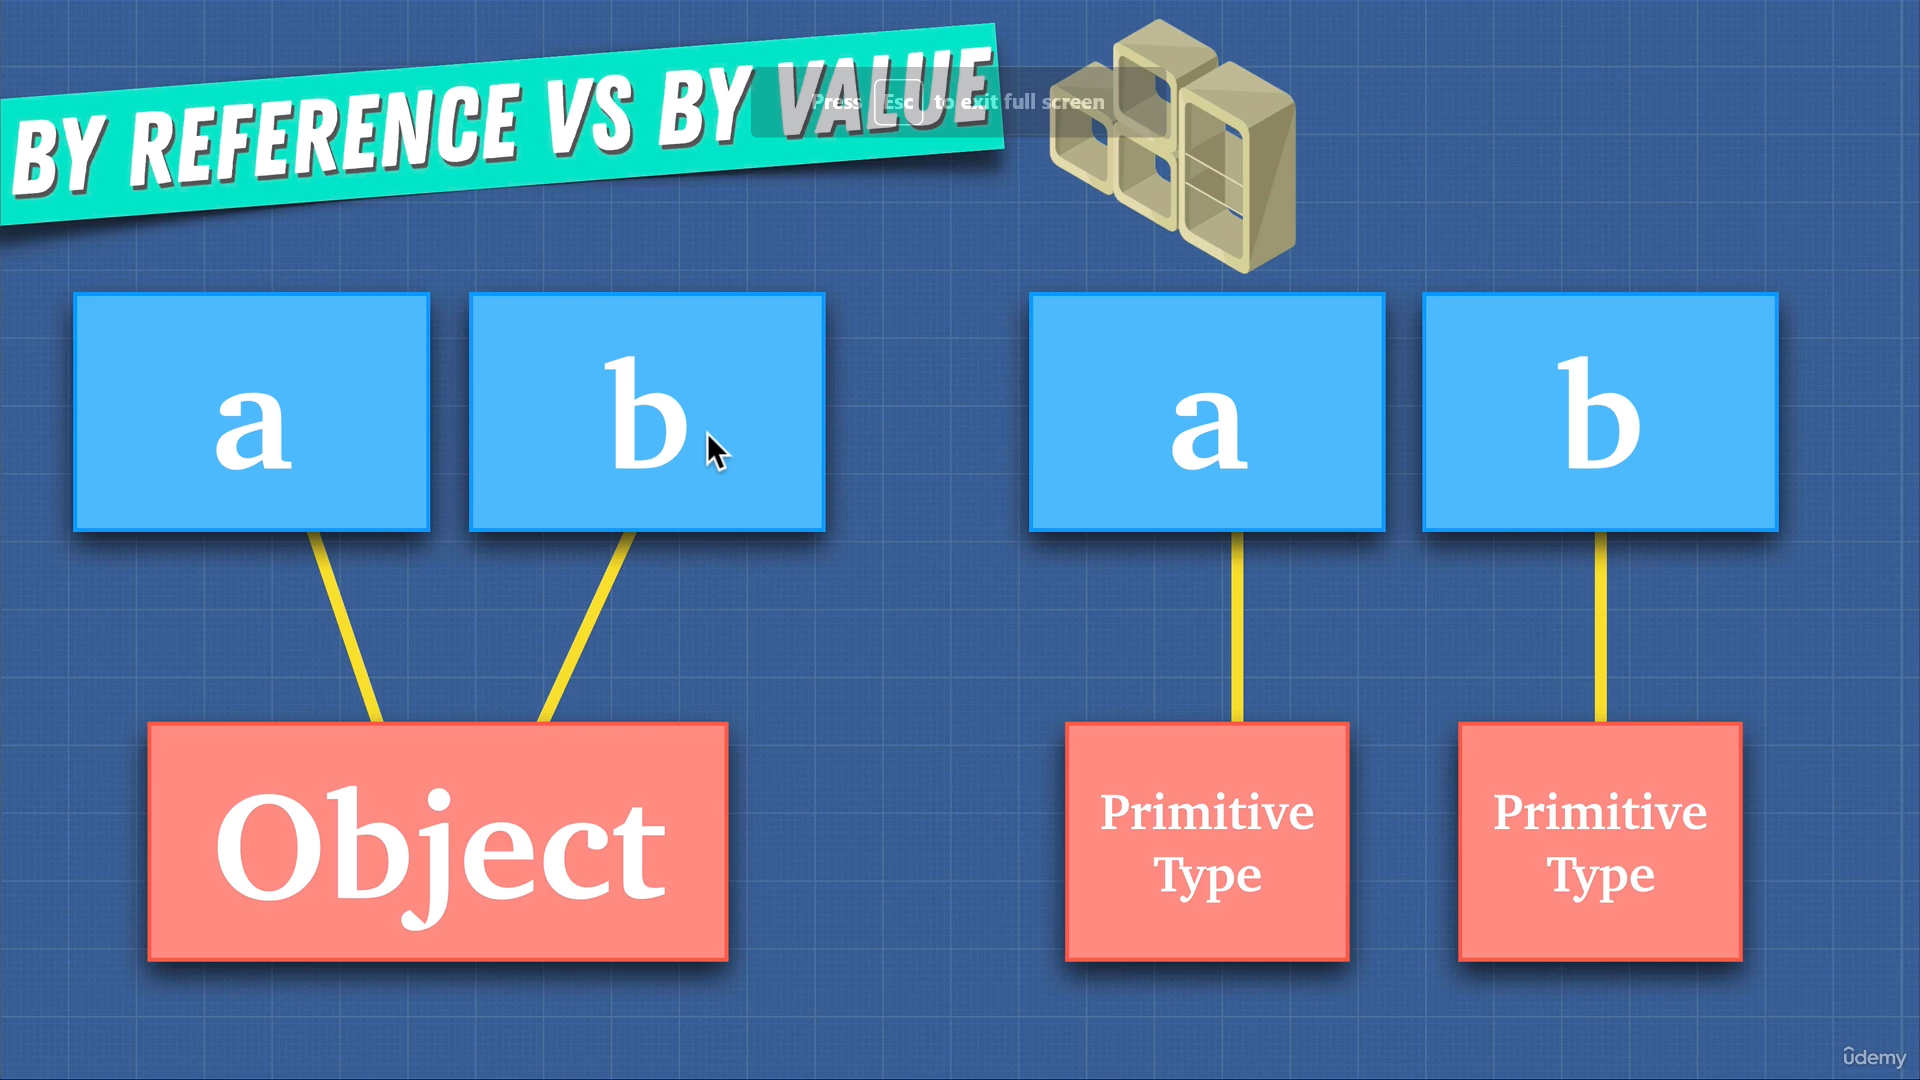 BY REFERENCE VS BY VALUE
Press Esc to exit full screen
a b a b
Object
Primitive
Type
Primitive
Type
ûdemy